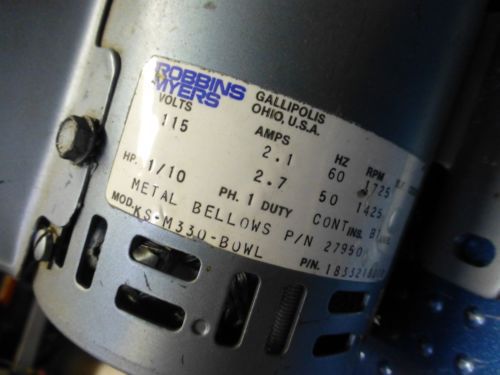 ROBBINS
MYERS
GALLIPOLIS
OHIO, U.S.A.
VOLTS AMPS HZ RPM
115 2.1 60 1725
2.7 50 1425
HP. 1/10 PH. 1 DUTY CONT INS.
METAL BELLOWS P/N
MOD. KS-M330-BOWL P/N.